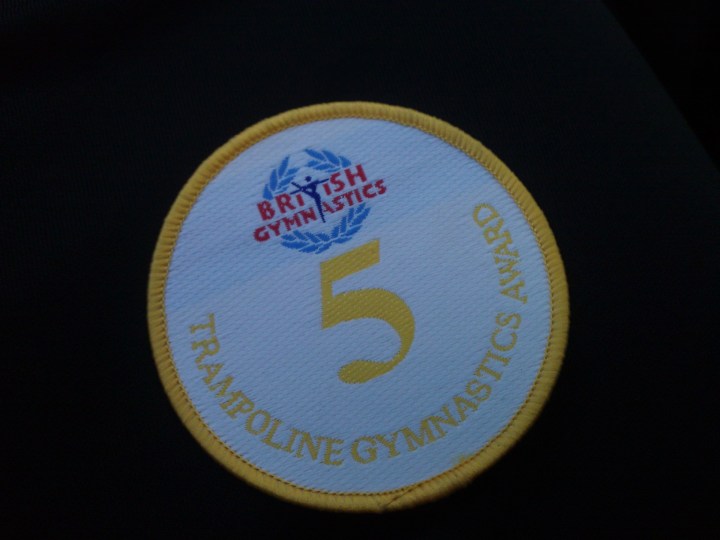 BRITISH
GYMNASTICS
5
TRAMPOLINE GYMNASTICS AWARD